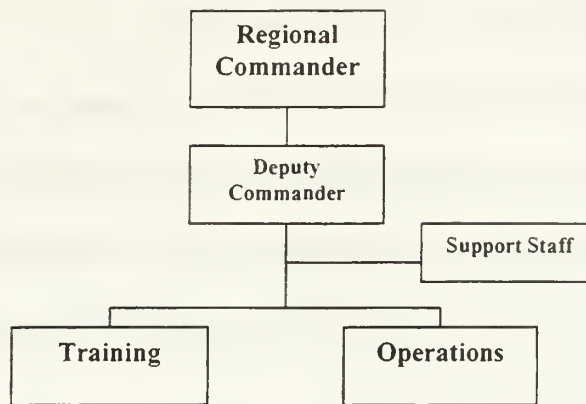 Regional
Commander
Deputy
Commander
Support Staff
Training
Operations